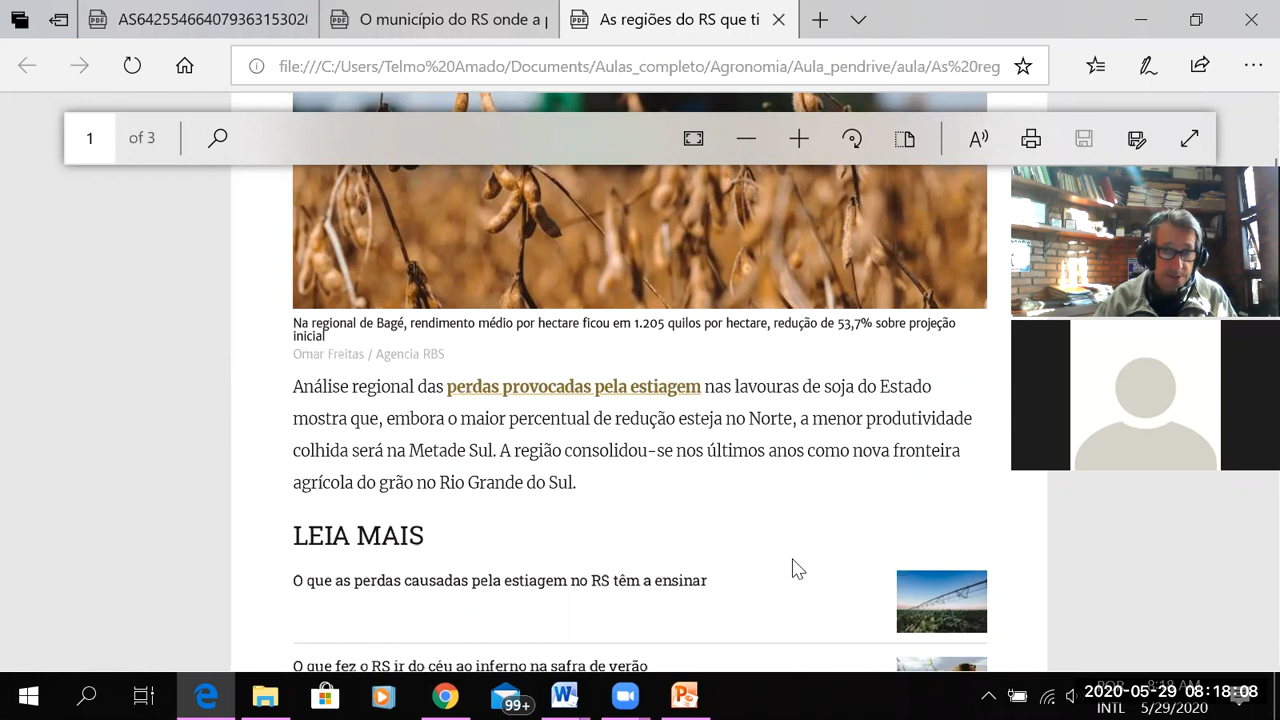 AS64255466407936315302
O município do RS onde a
As regiões do RS que ti
file:///C:/Users/Telmo%20Amado/Documents/Aulas_completo/Agronomia/Aula_pendrive/aula/As%20reg
1 of 3
Na regional de Bagé, rendimento médio por hectare ficou em 1.205 quilos por hectare, redução de 53,7% sobre projeção
inicial
Omar Freitas / Agencia RBS
Análise regional das perdas provocadas pela estiagem nas lavouras de soja do Estado
mostra que, embora o maior percentual de redução esteja no Norte, a menor produtividade
colhida será na Metade Sul. A região consolidou-se nos últimos anos como nova fronteira
agrícola do grão no Rio Grande do Sul.
LEIA MAIS
O que as perdas causadas pela estiagem no RS têm a ensinar
O que fez o RS ir do céu ao inferno na safra de verão
99+
POR 8:18 AM
2020-05-29 08:18:08
INTL 5/29/2020